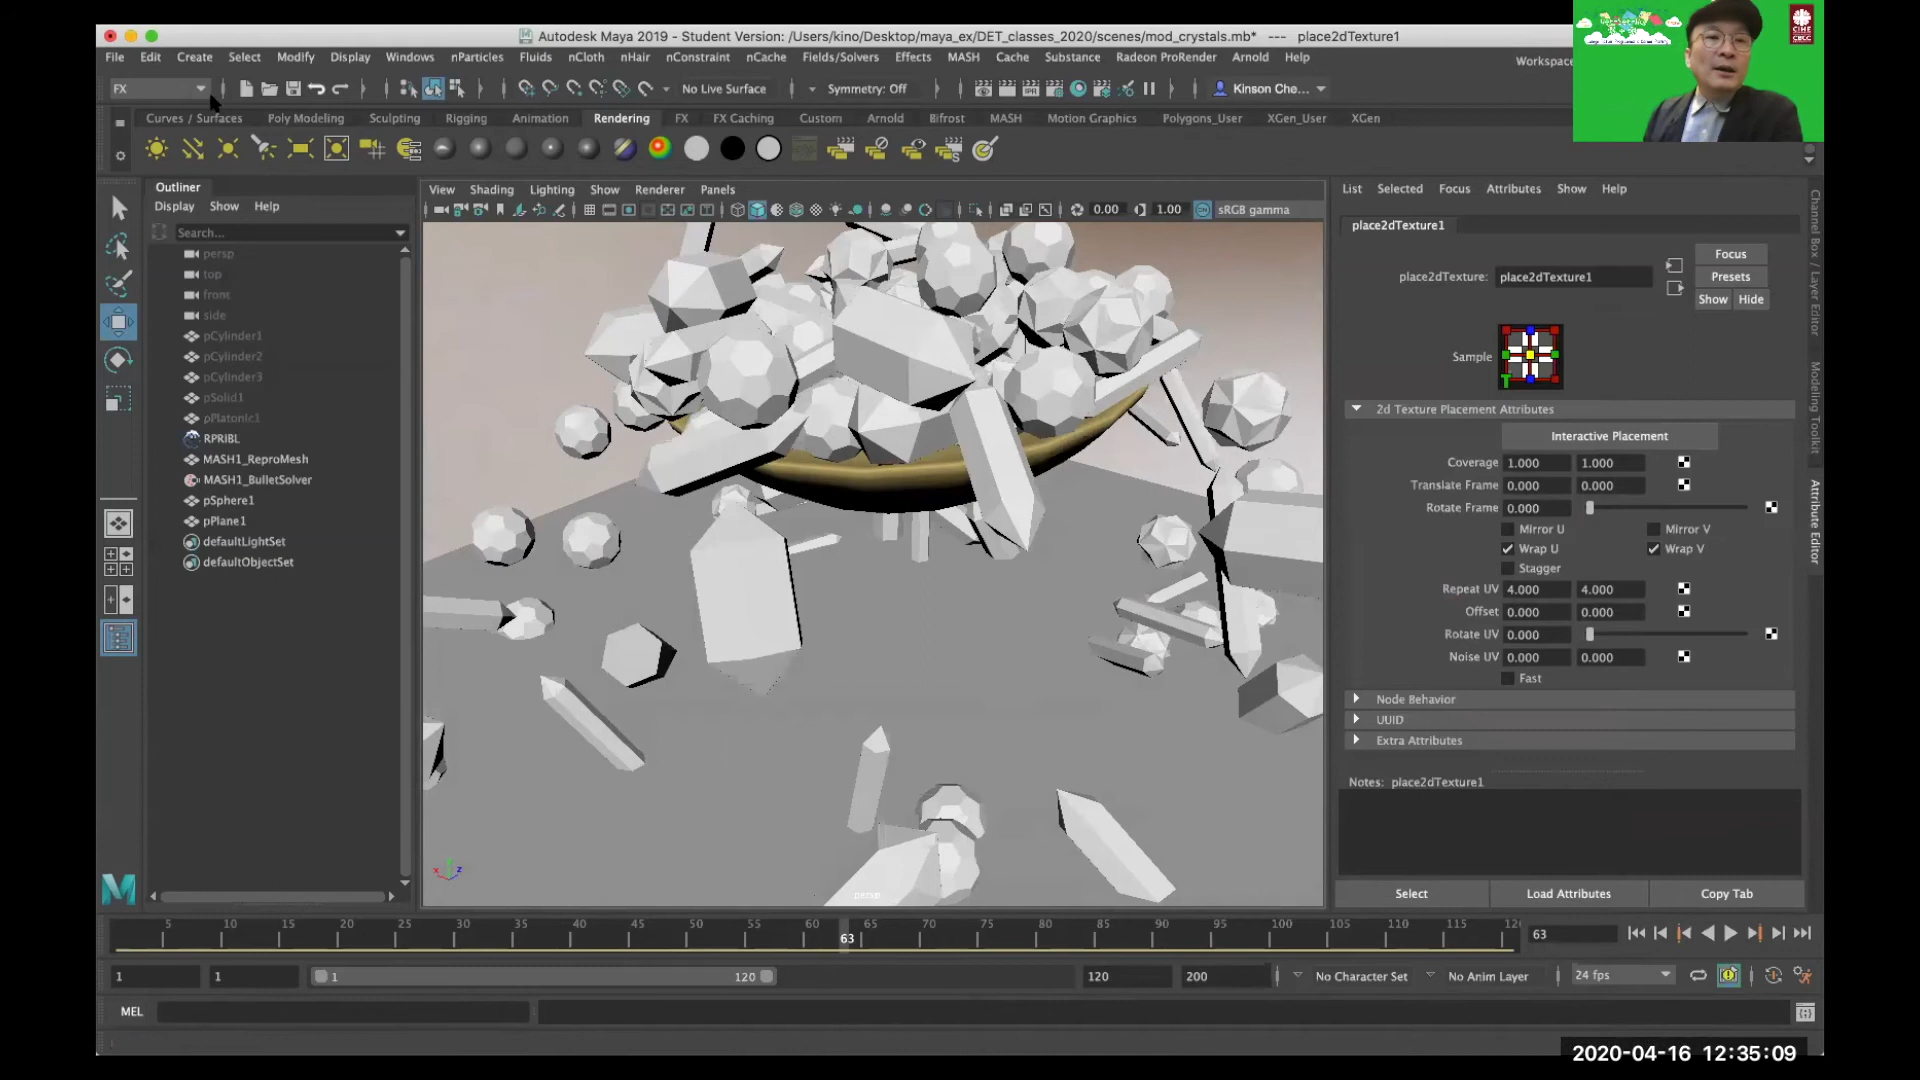 Autodesk Maya 2019 - Student Version: /Users/kino/Desktop/maya_ex/DET_classes_2020/scenes/mod_crystals.mb* --- place2dTexture1
File Edit Create Select Modify Display Windows nParticles Fluids nCloth nHair nConstraint nCache Fields/Solvers Effects MASH Cache Substance Radeon ProRender Arnold Help
Workspace
FX No Live Surface Symmetry: Off Kinson Che...
Curves / Surfaces Poly Modeling Sculpting Rigging Animation Rendering FX FX Caching Custom Arnold Bifrost MASH Motion Graphics Polygons_User XGen_User XGen
Outliner
Display Show Help
Search...
persp
top
front
side
pCylinder1
pCylinder2
pCylinder3
pSolid1
pPlatonic1
RPRIBL
MASH1_ReproMesh
MASH1_BulletSolver
pSphere1
pPlane1
defaultLightSet
defaultObjectSet
View Shading Lighting Show Renderer Panels
0.00 1.00 sRGB gamma
persp
List Selected Focus Attributes Show Help
place2dTexture1
place2dTexture: place2dTexture1
Focus
Presets
Show Hide
Sample
2d Texture Placement Attributes
Interactive Placement
Coverage 1.000 1.000
Translate Frame 0.000 0.000
Rotate Frame 0.000
Mirror U Mirror V
Wrap U Wrap V
Stagger
Repeat UV 4.000 4.000
Offset 0.000 0.000
Rotate UV 0.000
Noise UV 0.000 0.000
Fast
Node Behavior
UUID
Extra Attributes
Notes: place2dTexture1
Select Load Attributes Copy Tab
Channel Box / Layer Editor
Modeling Toolkit
Attribute Editor
5 10 15 20 25 30 35 40 45 50 55 60 65 70 75 80 85 90 95 100 105 110 115 12
63
63
1 1 1 120 120 200 No Character Set No Anim Layer 24 fps
MEL
2020-04-16 12:35:09